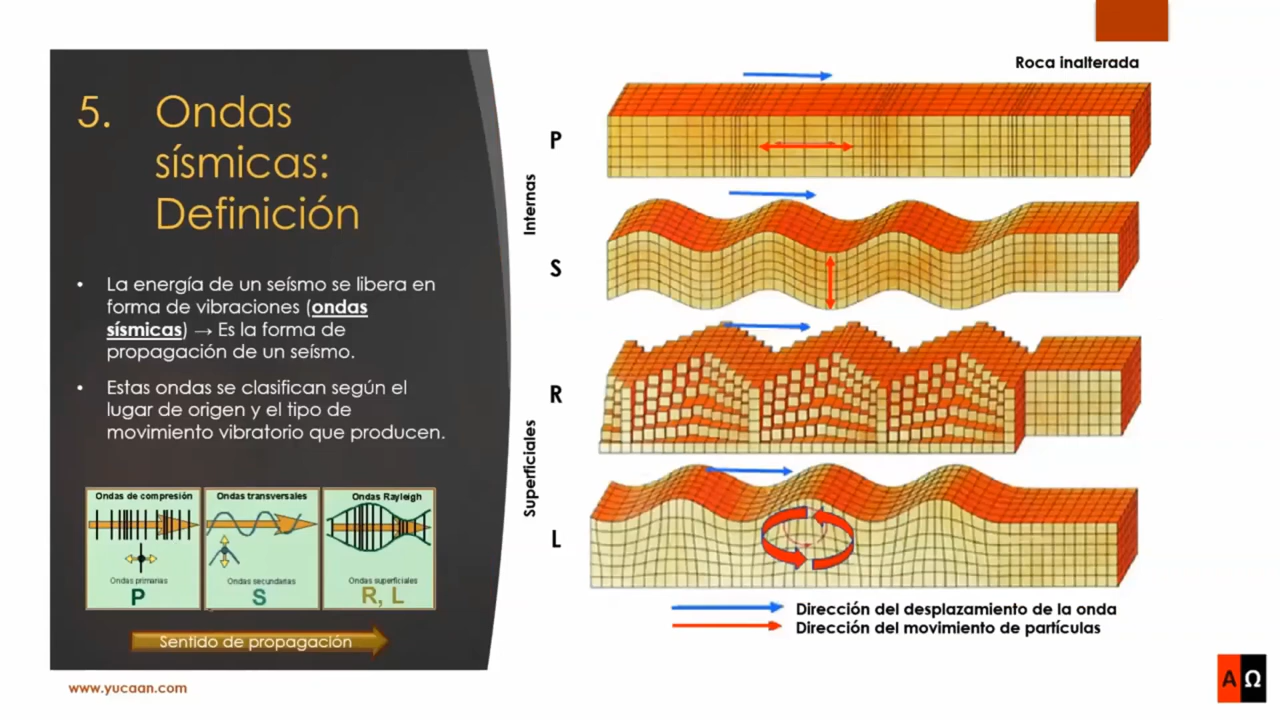 5. Ondas
sísmicas:
Definición
• La energía de un seísmo se libera en
forma de vibraciones (ondas
sísmicas) → Es la forma de
propagación de un seísmo.
• Estas ondas se clasifican según el
lugar de origen y el tipo de
movimiento vibratorio que producen.
Ondas de compresión
Ondas primarias
P
Ondas transversales
Ondas secundarias
S
Ondas Rayleigh
Ondas superficiales
R, L
Sentido de propagación
www.yucaan.com
Roca inalterada
Internas
P
S
Superficiales
R
L
Dirección del desplazamiento de la onda
Dirección del movimiento de partículas
AΩ